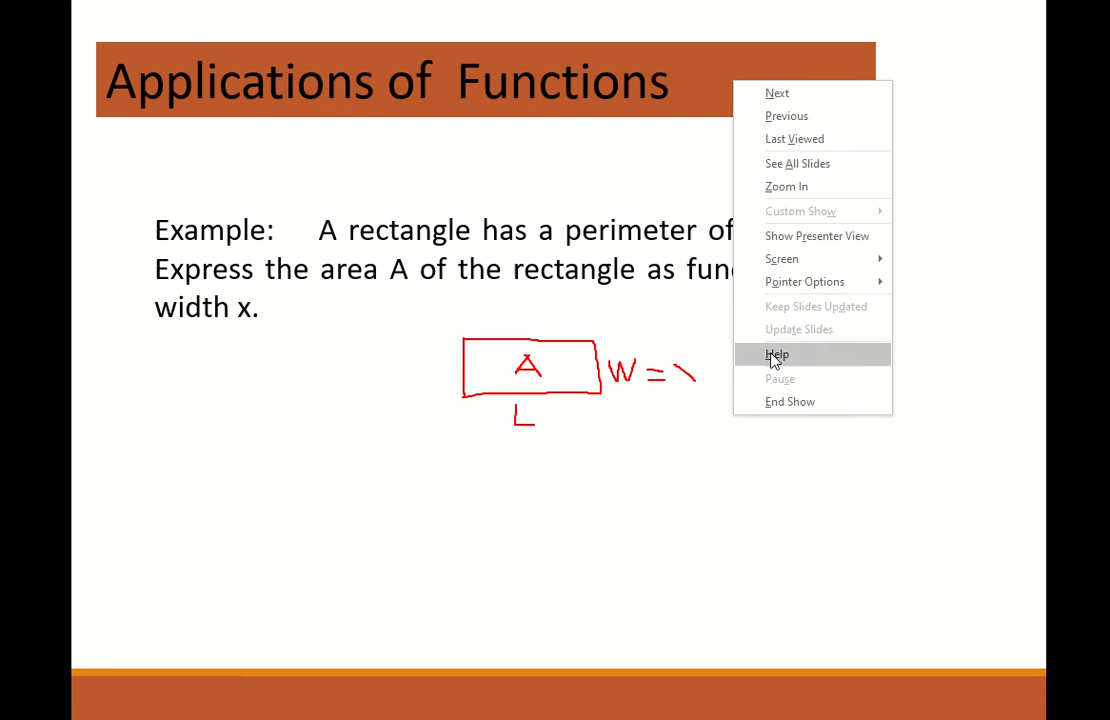 Applications of Functions
Example: A rectangle has a perimeter of
Express the area A of the rectangle as
width x.
A
W =
L
Next
Previous
Last Viewed
See All Slides
Zoom In
Custom Show
Show Presenter View
Screen
Pointer Options
Keep Slides Updated
Update Slides
Help
Pause
End Show